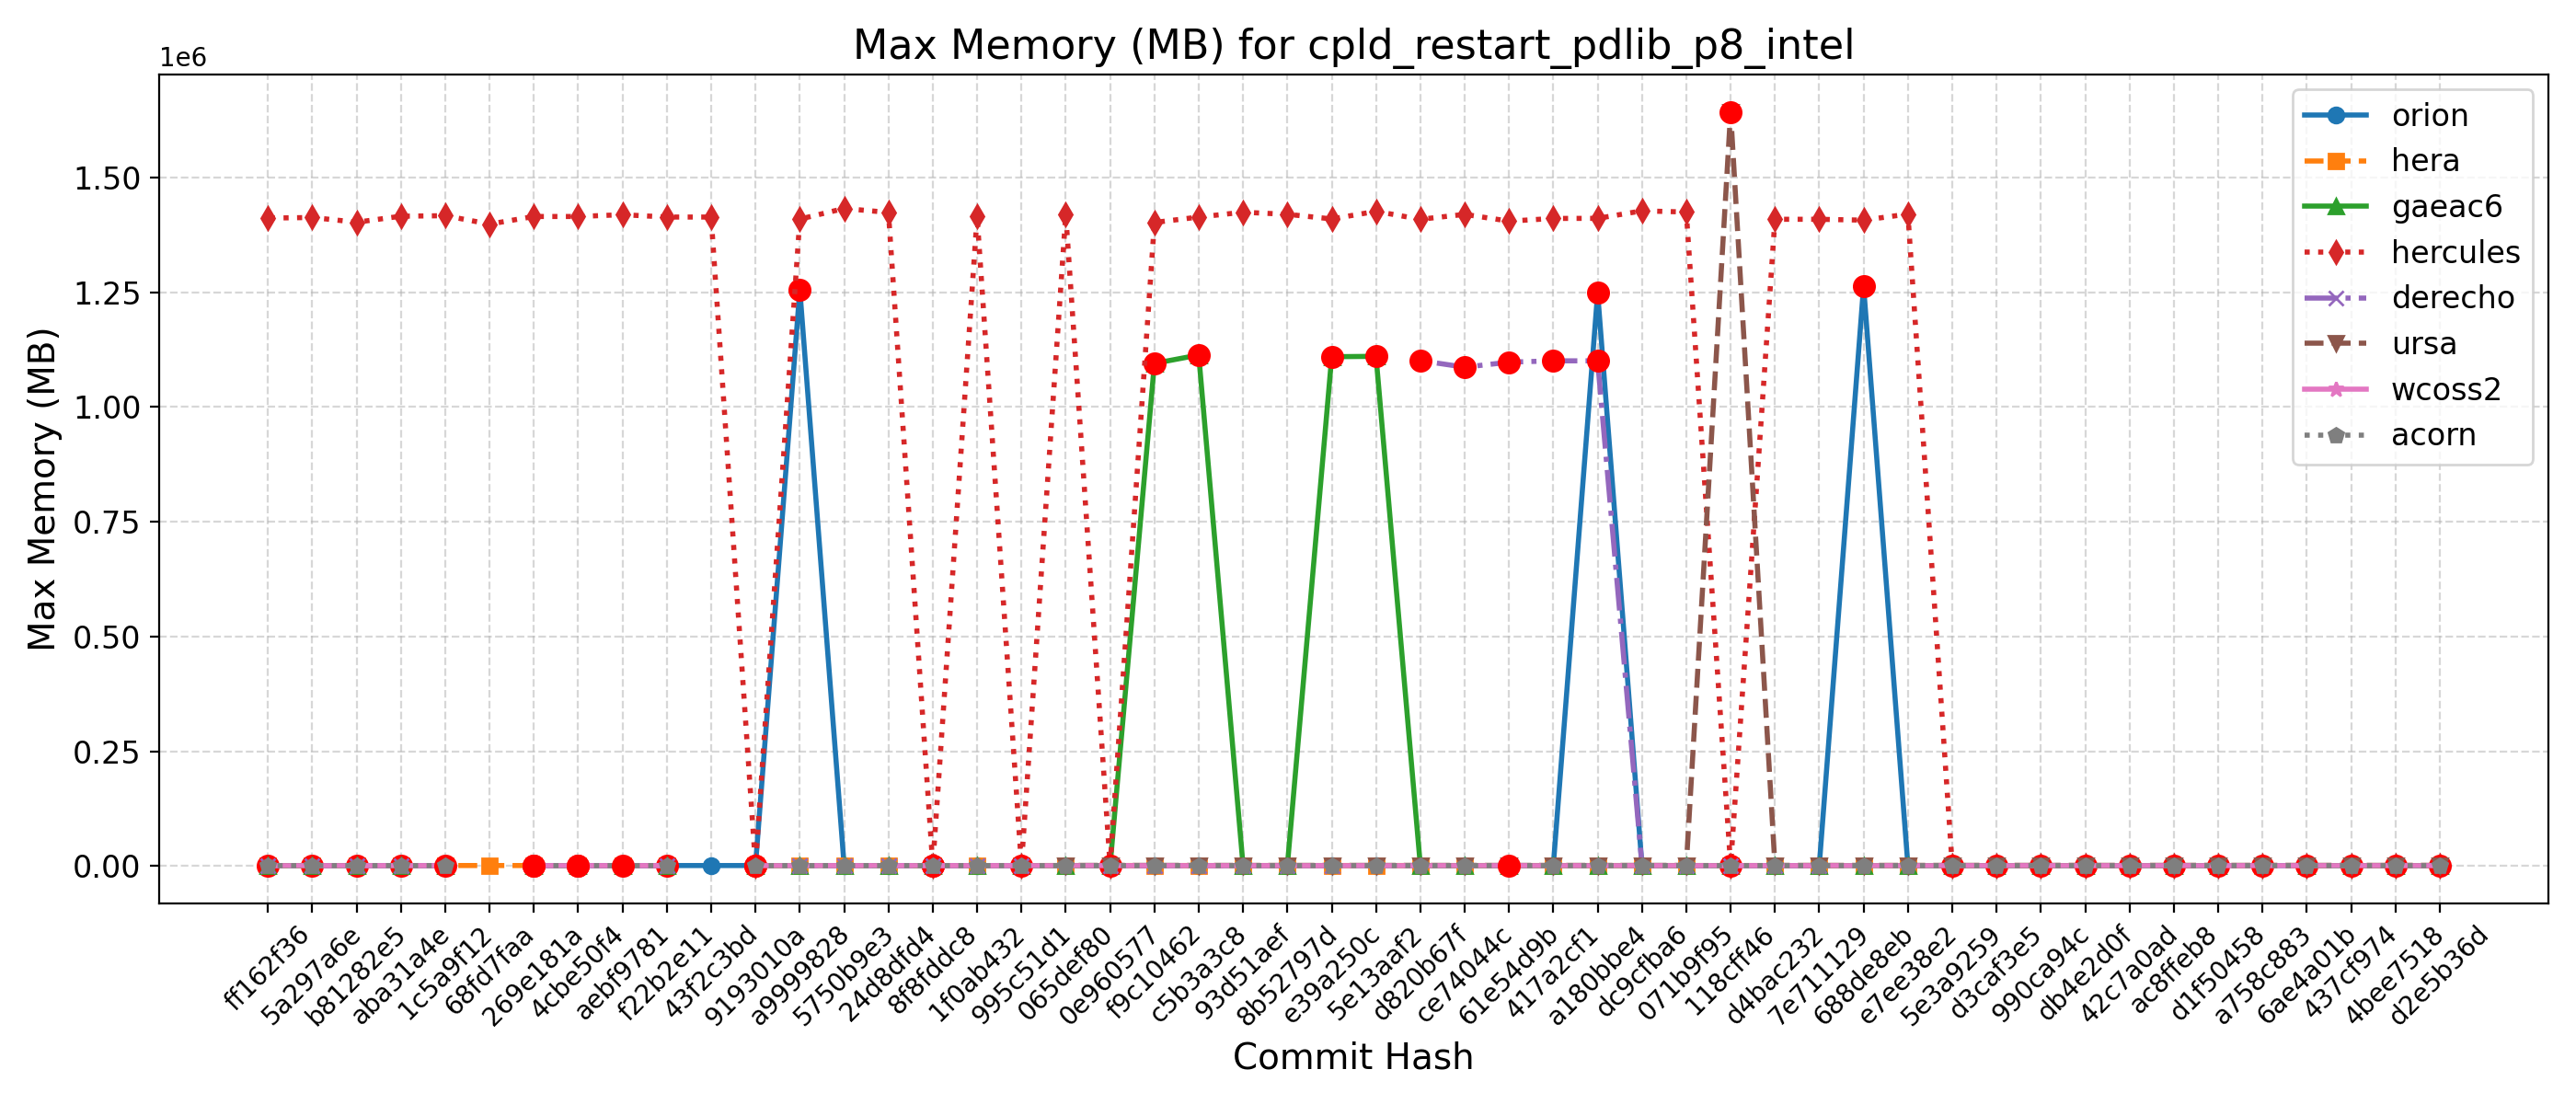 Max Memory (MB) for cpld_restart_pdlib_p8_intel
1e6
Max Memory (MB)
1.50
1.25
1.00
0.75
0.50
0.25
0.00
orion
hera
gaeac6
hercules
derecho
ursa
wcoss2
acorn
ff162f36
5a297a6e
b81282e5
aba31a4e
1c5a9f12
68fd7faa
269e181a
4cbe50f4
aebf9781
f22b2e11
43f2c3bd
9193010a
a9999828
5750b9e3
24d8dfd4
8f8fddc8
1f0ab432
995c51d1
065def80
0e960577
f9c10462
c5b3a3c8
93d51aef
8b52797d
e39a250c
5e13aaf2
d820b67f
ce74044c
61e54d9b
417a2cf1
a180bbe4
dc9cfba6
071b9f95
118cff46
d4bac232
7e711129
688de8eb
e7ee38e2
5e3a9259
d3caf3e5
990ca94c
db4e2d0f
42c7a0ad
ac8ffeb8
d1f50458
a758c883
6ae4a01b
437cf974
4bee7518
d2e5b36d
Commit Hash